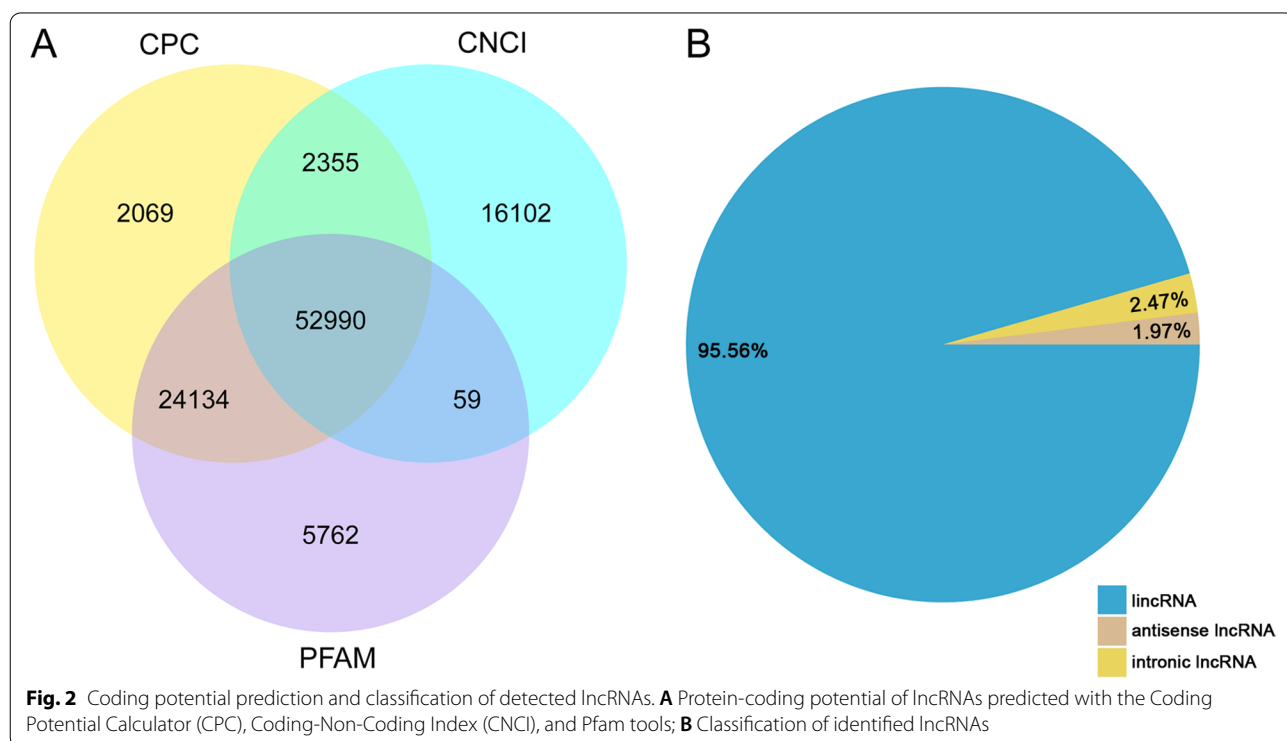 A
B
CPC
CNCI
2355
2069
16102
52990
24134
59
5762
PFAM
2.47%
1.97%
95.56%
lincRNA
antisense lncRNA
intronic lncRNA
Fig. 2 Coding potential prediction and classification of detected lncRNAs. A Protein-coding potential of lncRNAs predicted with the Coding
Potential Calculator (CPC), Coding-Non-Coding Index (CNCI), and Pfam tools; B Classification of identified lncRNAs